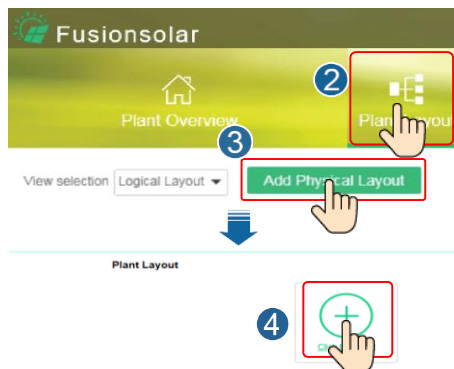 Fusionsolar
2
Plant Overview
3
View selection Logical Layout Add Physical Layout
Plant Layout
4